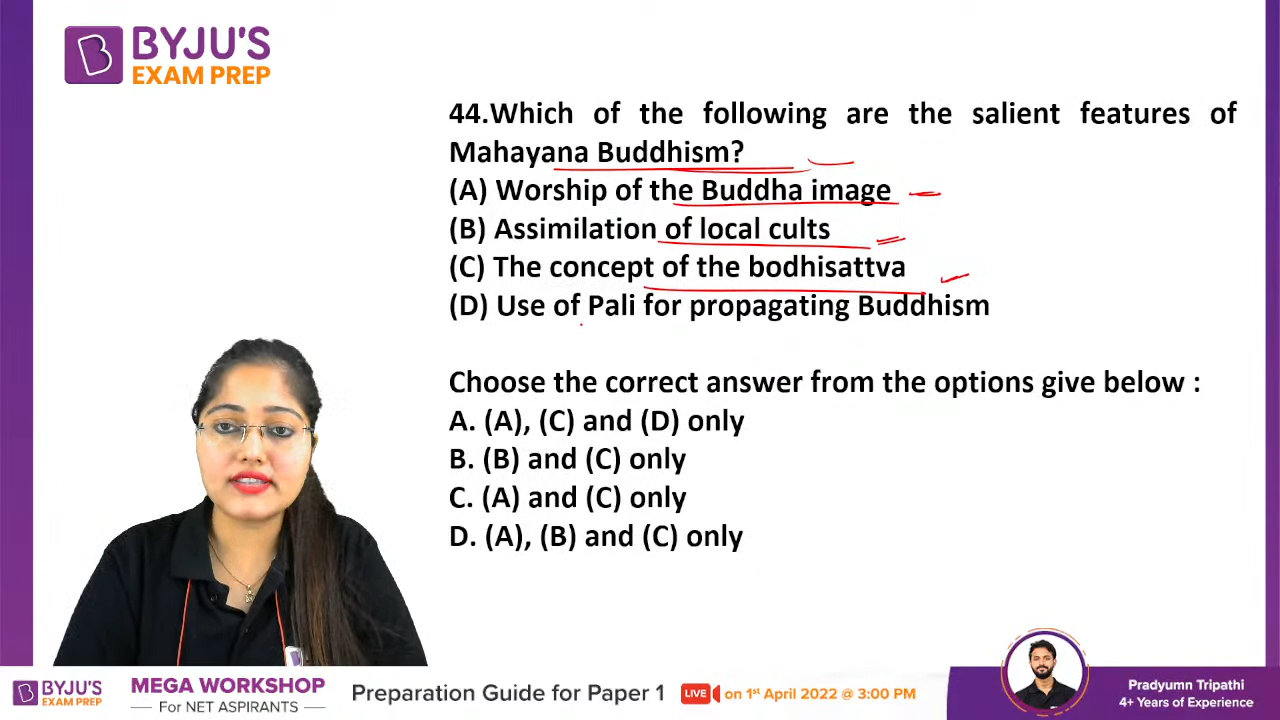 BYJU'S
EXAM PREP
44.Which of the following are the salient features of
Mahayana Buddhism?
(A) Worship of the Buddha image
(B) Assimilation of local cults
(C) The concept of the bodhisattva
(D) Use of Pali for propagating Buddhism
Choose the correct answer from the options give below :
A. (A), (C) and (D) only
B. (B) and (C) only
C. (A) and (C) only
D. (A), (B) and (C) only
BYJU'S
EXAM PREP
MEGA WORKSHOP
For NET ASPIRANTS
Preparation Guide for Paper 1
LIVE
on 1st April 2022 @ 3:00 PM
Pradyumn Tripathi
4+ Years of Experience